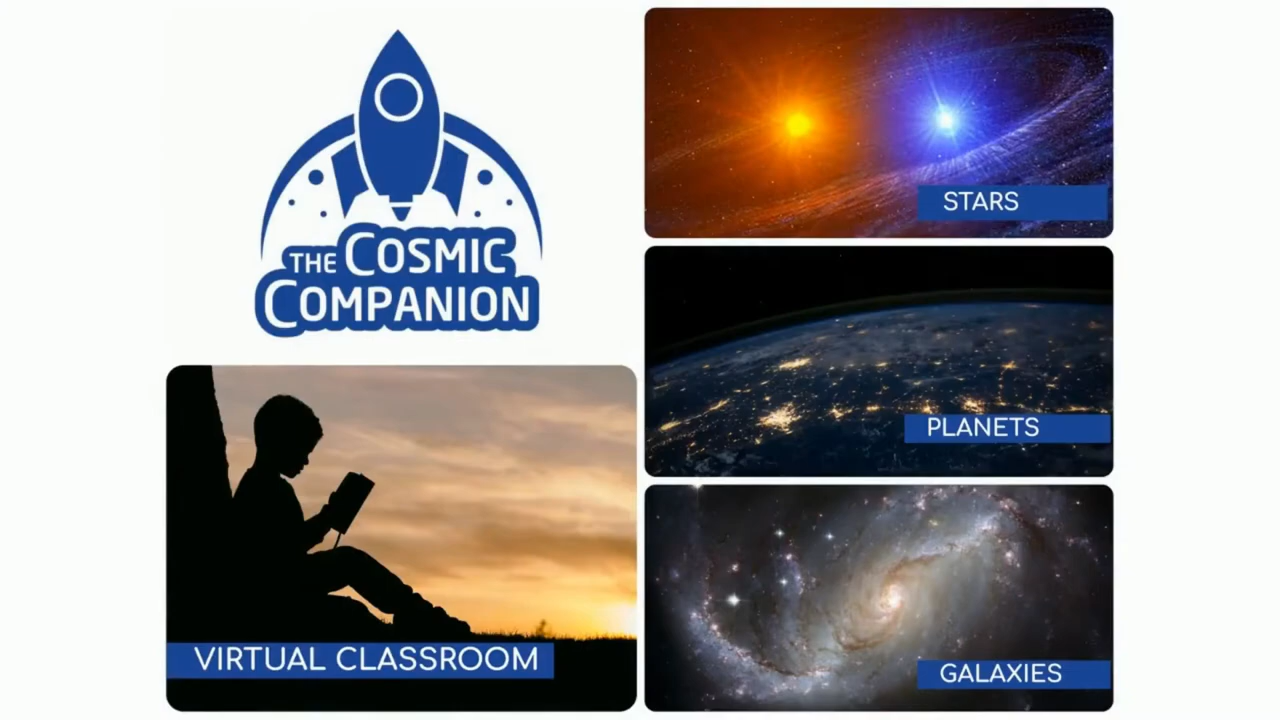 THE COSMIC
COMPANION
VIRTUAL CLASSROOM
STARS
PLANETS
GALAXIES